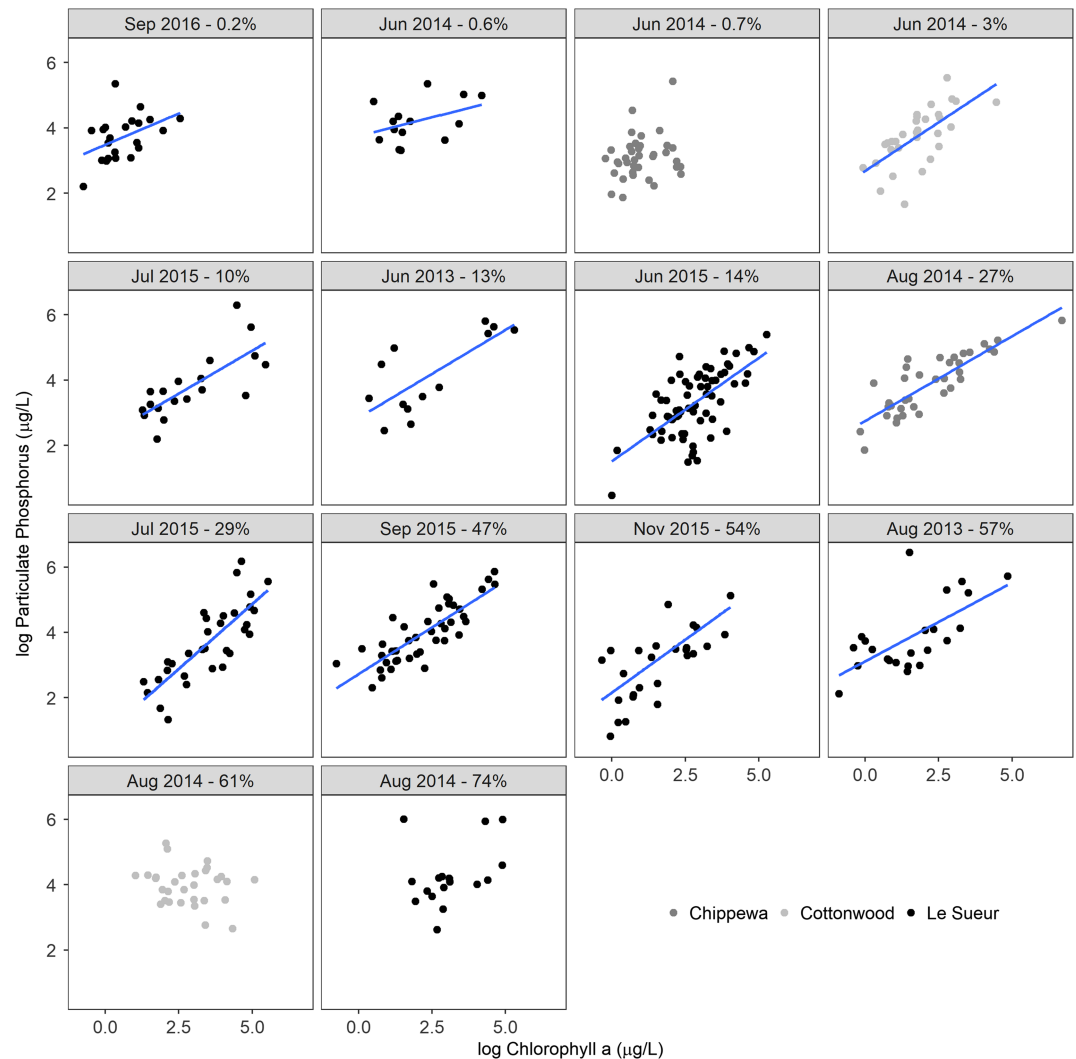 Sep 2016 - 0.2%
Jun 2014 - 0.6%
Jun 2014 - 0.7%
Jun 2014 - 3%
6
4
2
Jul 2015 - 10%
Jun 2013 - 13%
Jun 2015 - 14%
Aug 2014 - 27%
6
4
2
log Particulate Phosphorus (μg/L)
Jul 2015 - 29%
Sep 2015 - 47%
Nov 2015 - 54%
Aug 2013 - 57%
6
4
2
0.0 2.5 5.0
0.0 2.5 5.0
Aug 2014 - 61%
Aug 2014 - 74%
6
4
2
Chippewa Cottonwood Le Sueur
0.0 2.5 5.0
0.0 2.5 5.0
log Chlorophyll a (μg/L)